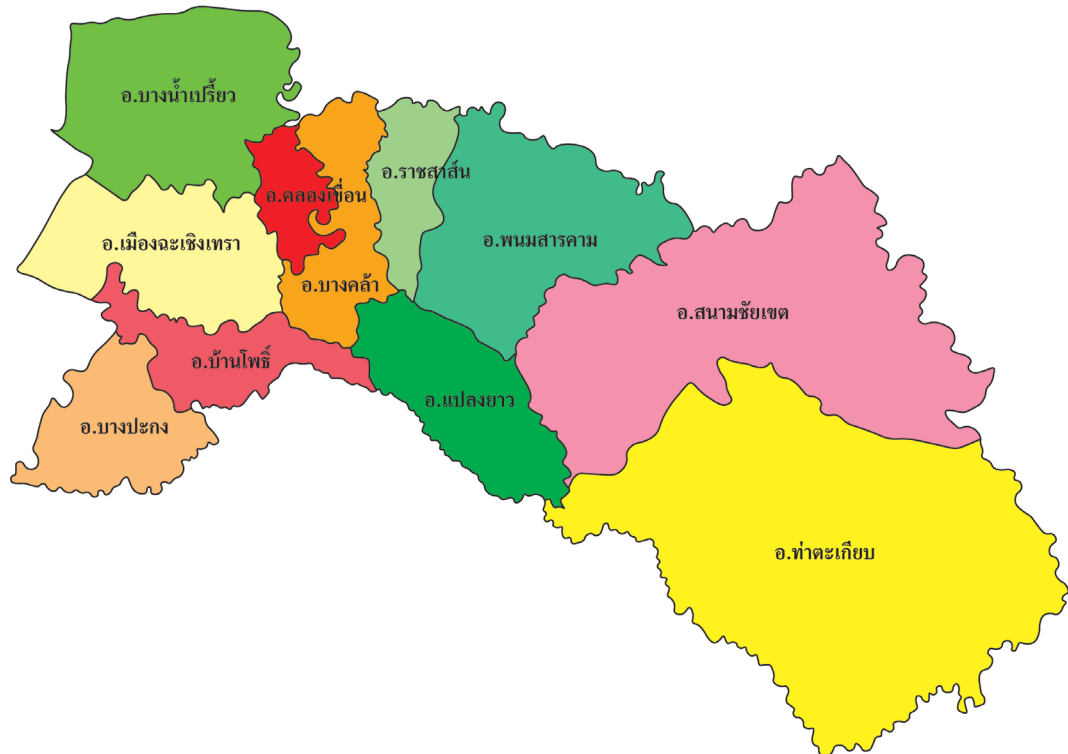 อ.บางน้ำเปรี้ยว
อ.ราชสาส์น
อ.คลองเขื่อน
อ.เมืองฉะเชิงเทรา
อ.พนมสารคาม
อ.บางคล้า
อ.สนามชัยเขต
อ.บ้านโพธิ์
อ.แปลงยาว
อ.บางปะกง
อ.ท่าตะเกียบ